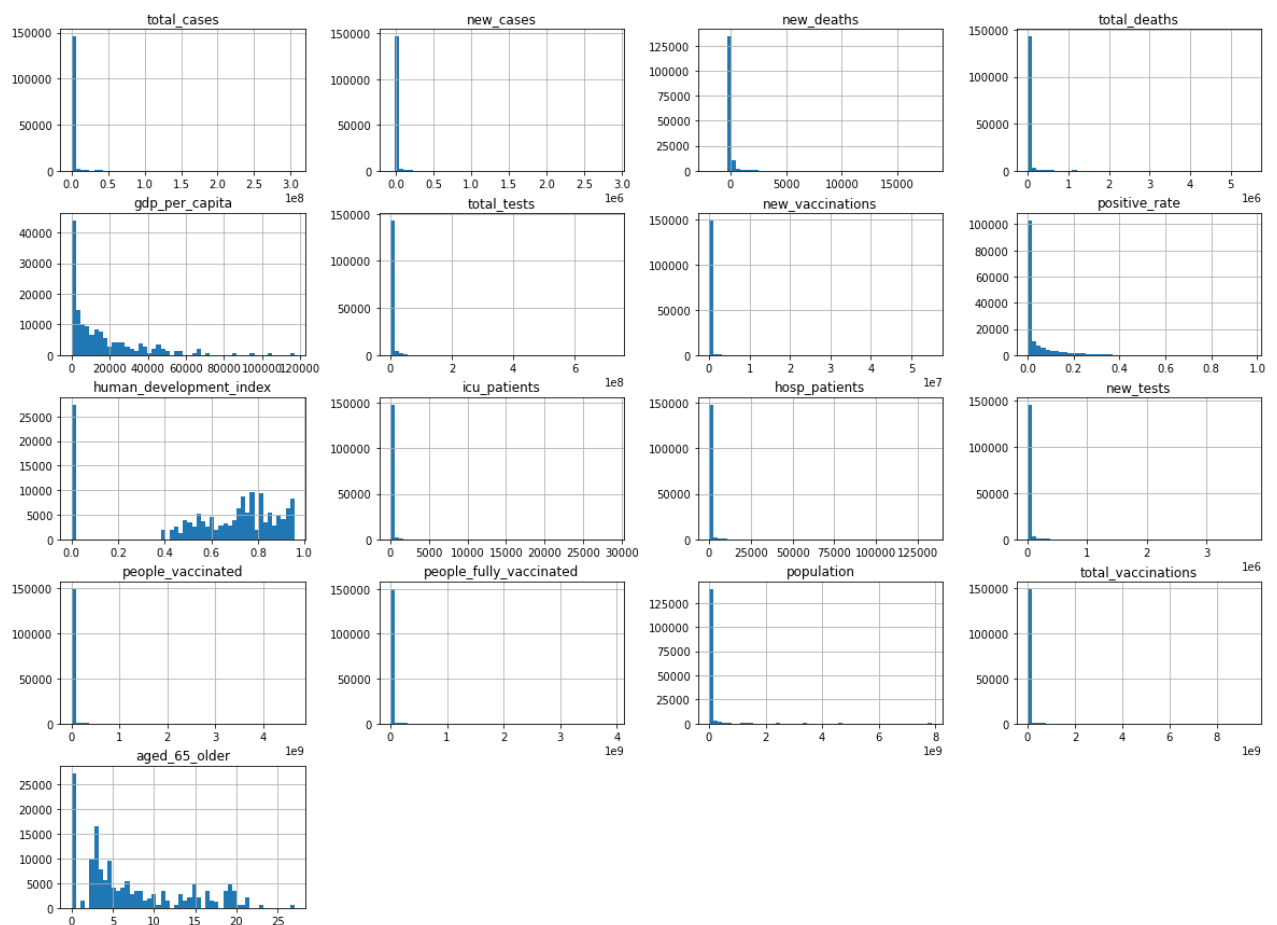 total_cases
150000
100000
50000
0
0.0 0.5 1.0 1.5 2.0 2.5 3.0
1e8
new_cases
150000
100000
50000
0
0.0 0.5 1.0 1.5 2.0 2.5 3.0
1e6
new_deaths
125000
100000
75000
50000
25000
0
0 5000 10000 15000
total_deaths
150000
100000
50000
0
0 1 2 3 4 5
1e6
gdp_per_capita
40000
30000
20000
10000
0
0 20000 40000 60000 80000 100000 120000
total_tests
150000
100000
50000
0
0 2 4 6
1e8
new_vaccinations
150000
100000
50000
0
0 1 2 3 4 5
1e7
positive_rate
100000
80000
60000
40000
20000
0
0.0 0.2 0.4 0.6 0.8 1.0
human_development_index
25000
20000
15000
10000
5000
0
0.0 0.2 0.4 0.6 0.8 1.0
icu_patients
150000
100000
50000
0
0 5000 10000 15000 20000 25000 30000
hosp_patients
150000
100000
50000
0
0 25000 50000 75000 100000 125000
new_tests
150000
100000
50000
0
0 1 2 3
1e6
people_vaccinated
150000
100000
50000
0
0 1 2 3 4
1e9
people_fully_vaccinated
150000
100000
50000
0
0 1 2 3 4
1e9
population
125000
100000
75000
50000
25000
0
0 2 4 6 8
1e9
total_vaccinations
150000
100000
50000
0
0 2 4 6 8
1e9
aged_65_older
25000
20000
15000
10000
5000
0
0 5 10 15 20 25